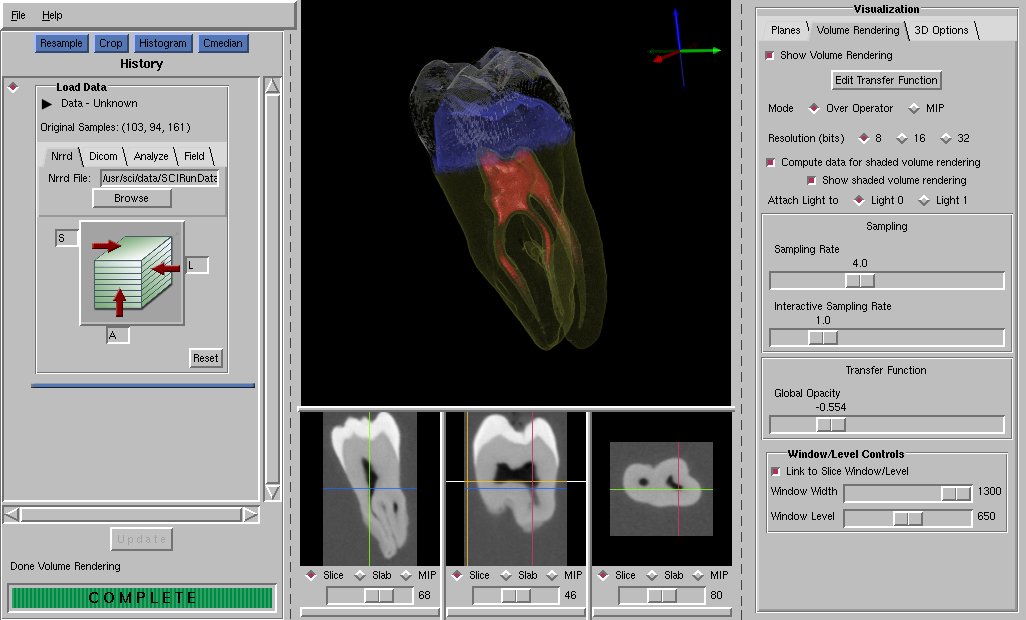 File Help
Resample Crop Histogram Cmedian
History
Load Data
Data - Unknown
Original Samples: (103, 94, 161)
Nrrd Dicom Analyze Field
Nrrd File: /usr/sci/data/SCIRunData
Browse
S
L
A
Reset
Update
Done Volume Rendering
COMPLETE
Slice Slab MIP
68
Slice Slab MIP
46
Slice Slab MIP
80
Visualization
Planes Volume Rendering 3D Options
Show Volume Rendering
Edit Transfer Function
Mode Over Operator MIP
Resolution (bits) 8 16 32
Compute data for shaded volume rendering
Show shaded volume rendering
Attach Light to Light 0 Light 1
Sampling
Sampling Rate
4.0
Interactive Sampling Rate
1.0
Transfer Function
Global Opacity
-0.554
Window/Level Controls
Link to Slice Window/Level
Window Width 1300
Window Level 650